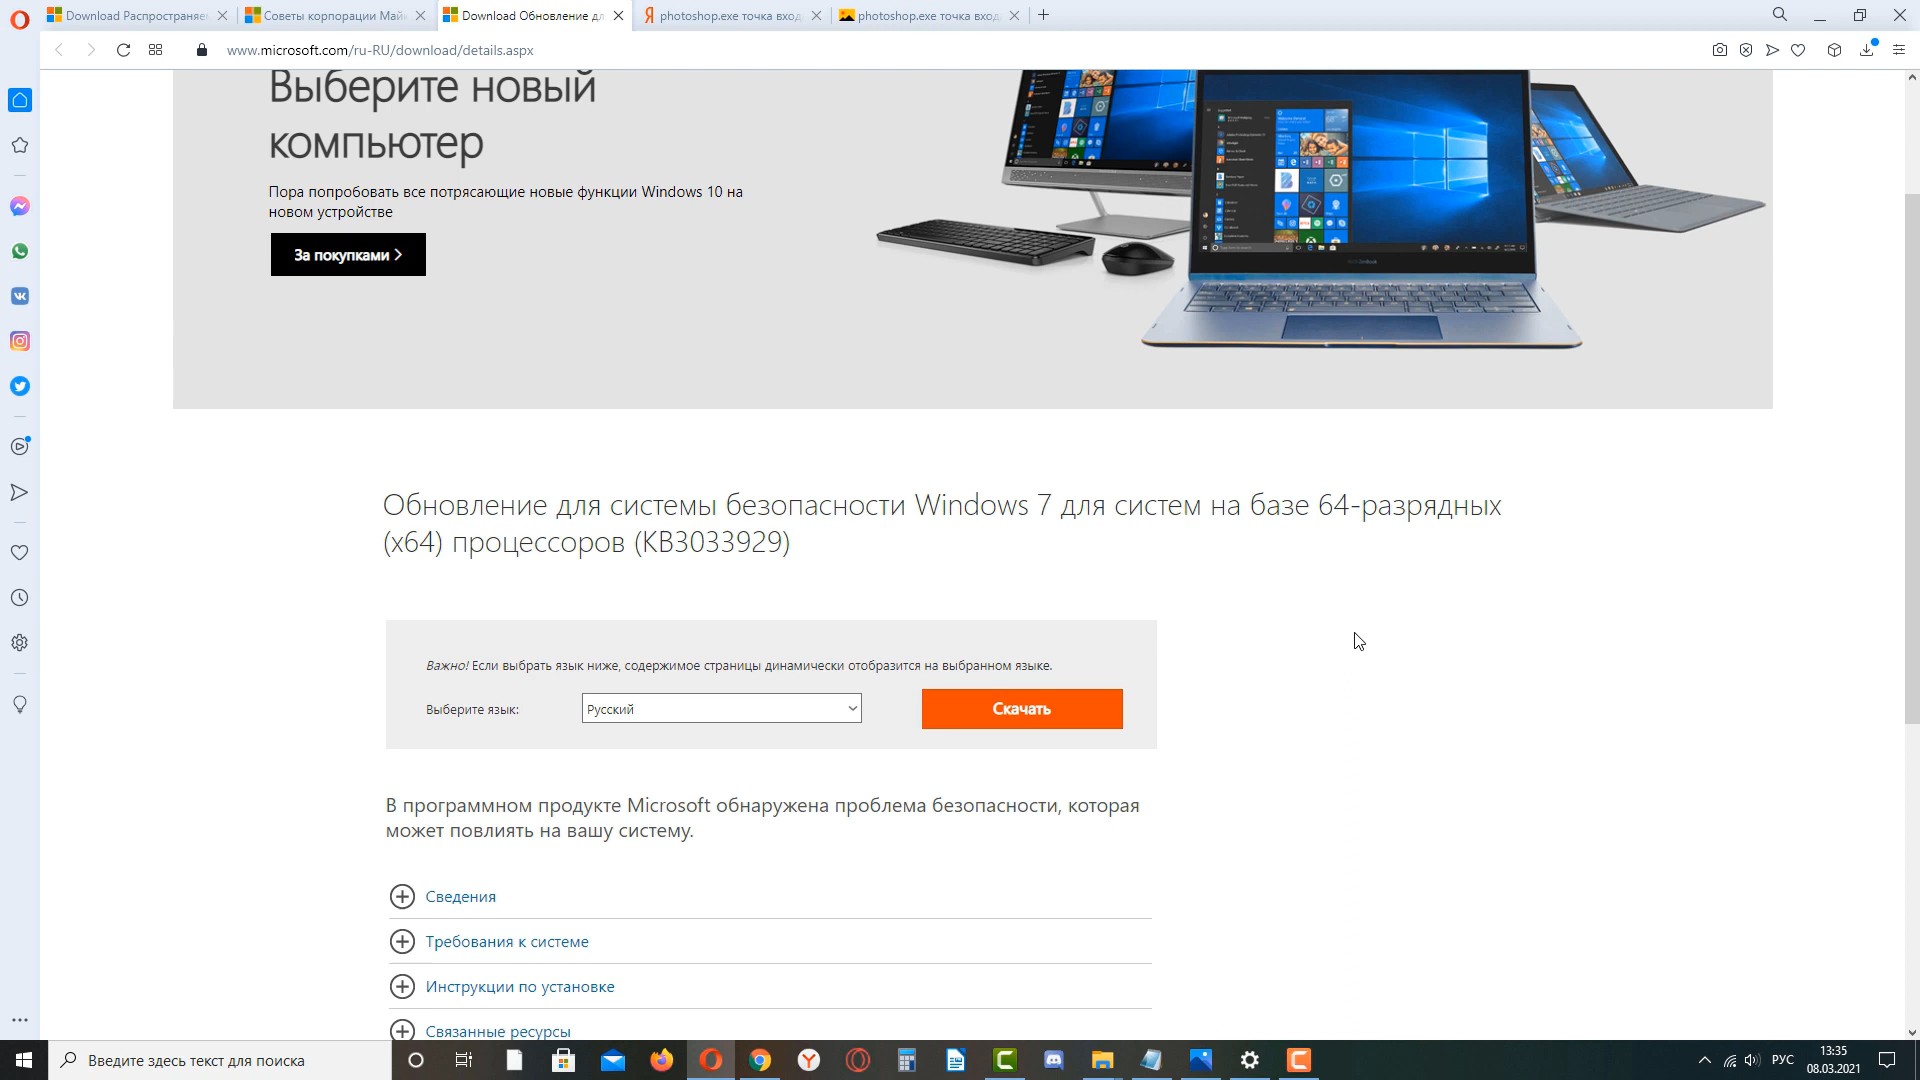 Download Распространяе
Советы корпорации Май
Download Обновление дл
photoshop.exe точка вход
photoshop.exe точка вход
www.microsoft.com/ru-RU/download/details.aspx
Выберите новый
компьютер
Пора попробовать все потрясающие новые функции Windows 10 на
новом устройстве
За покупками
Обновление для системы безопасности Windows 7 для систем на базе 64-разрядных
(x64) процессоров (KB3033929)
Важно! Если выбрать язык ниже, содержимое страницы динамически отобразится на выбранном языке.
Выберите язык:
Русский
Скачать
В программном продукте Microsoft обнаружена проблема безопасности, которая
может повлиять на вашу систему.
Сведения
Требования к системе
Инструкции по установке
Связанные ресурсы
Введите здесь текст для поиска
РУС
13:35
08.03.2021